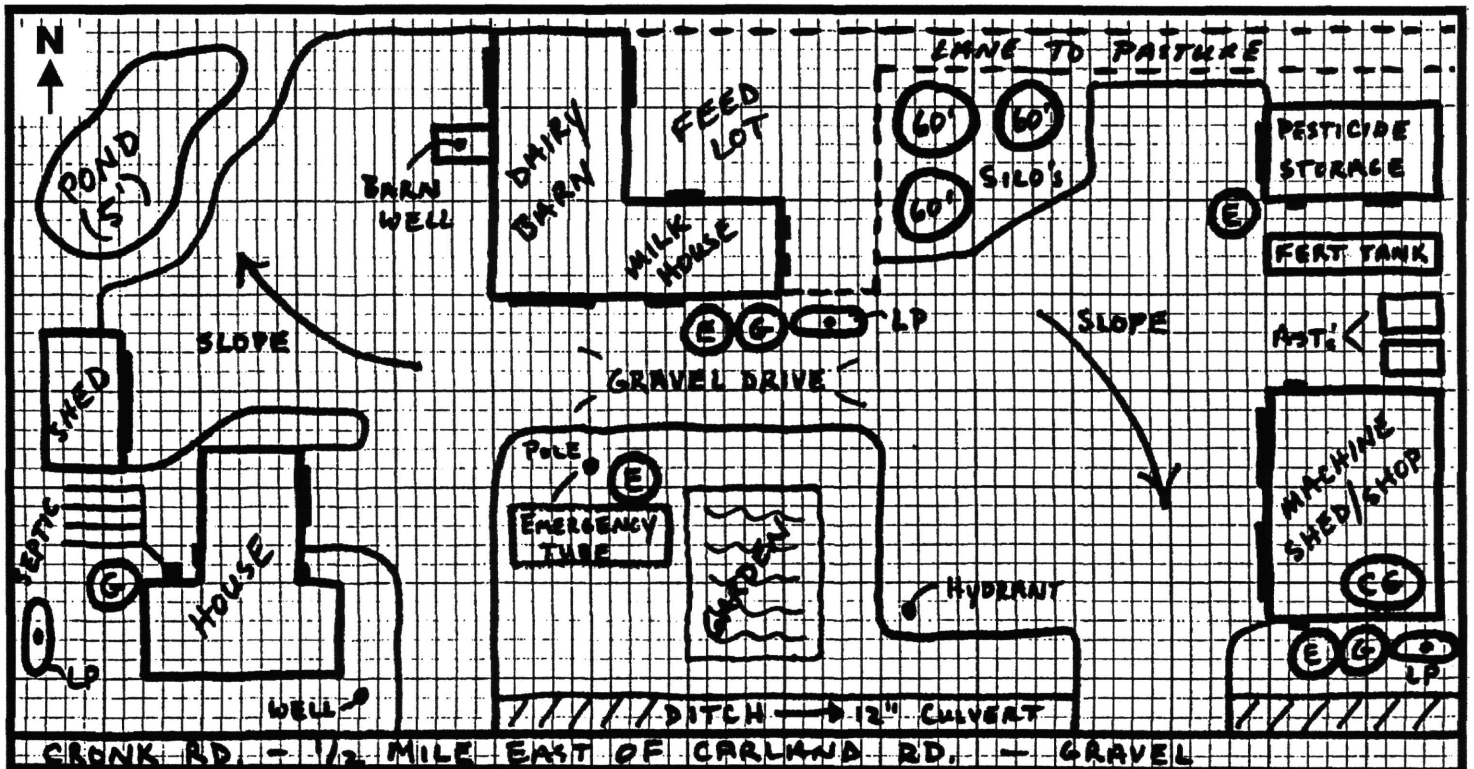 N
LANE TO PASTURE
POND
(5')
BARN
WELL
DAIRY
BARN
FEED
LOT
MILK
HOUSE
60'
60'
60'
SILO'S
PESTICIDE
STORAGE
E
FERT TANK
AST'S
SLOPE
E
G
LP
SLOPE
GRAVEL DRIVE
SHED
POLE
E
EMERGENCY
TUBE
GARDEN
HYDRANT
MACHINE
SHED/SHOP
CG
E
G
LP
SEPTIC
G
HOUSE
LP
WELL
DITCH
12" CULVERT
CRONK RD. - 1/2 MILE EAST OF CARLAND RD. - GRAVEL